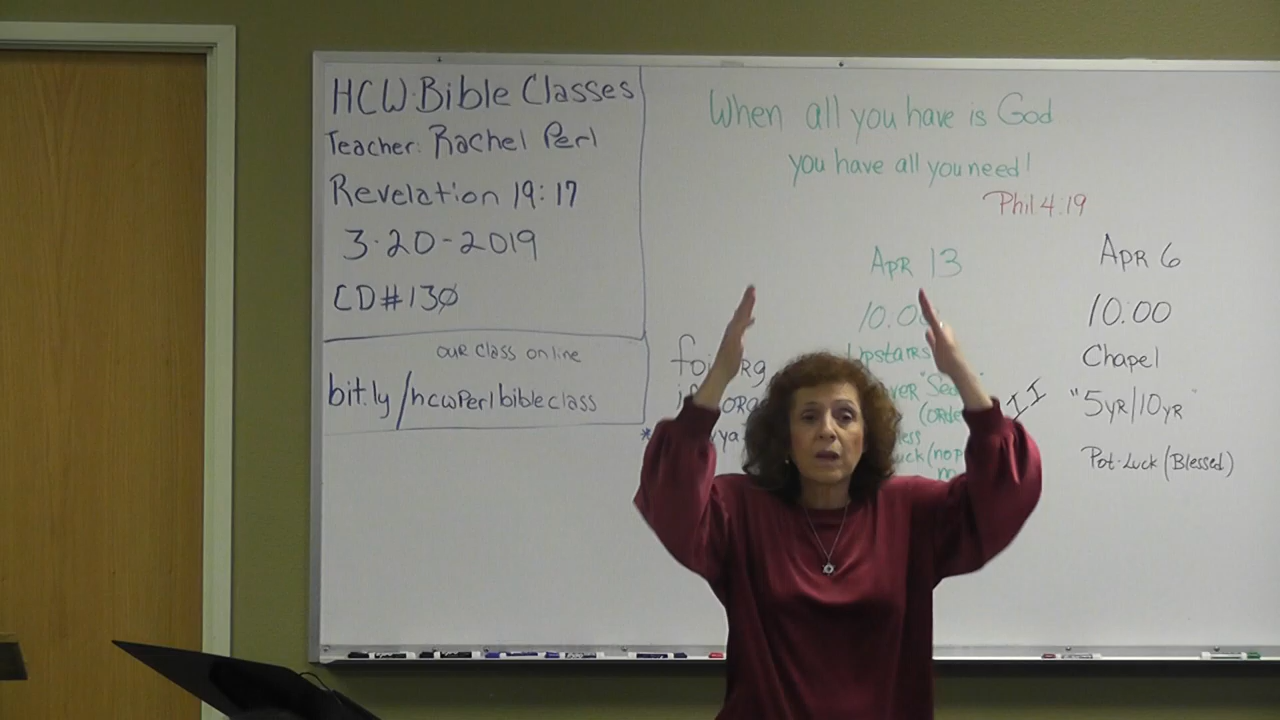 HCW Bible Classes
Teacher: Rachel Perl
Revelation 19:17
3-20-2019
CD#130
our class online
bit.ly/hcwPerlbibleclass
When all you have is God
you have all you need!
Phil 4:19
Apr 13
Upstairs
Apr 6
10:00
Chapel
"5yr/10yr"
Pot-Luck (Blessed)